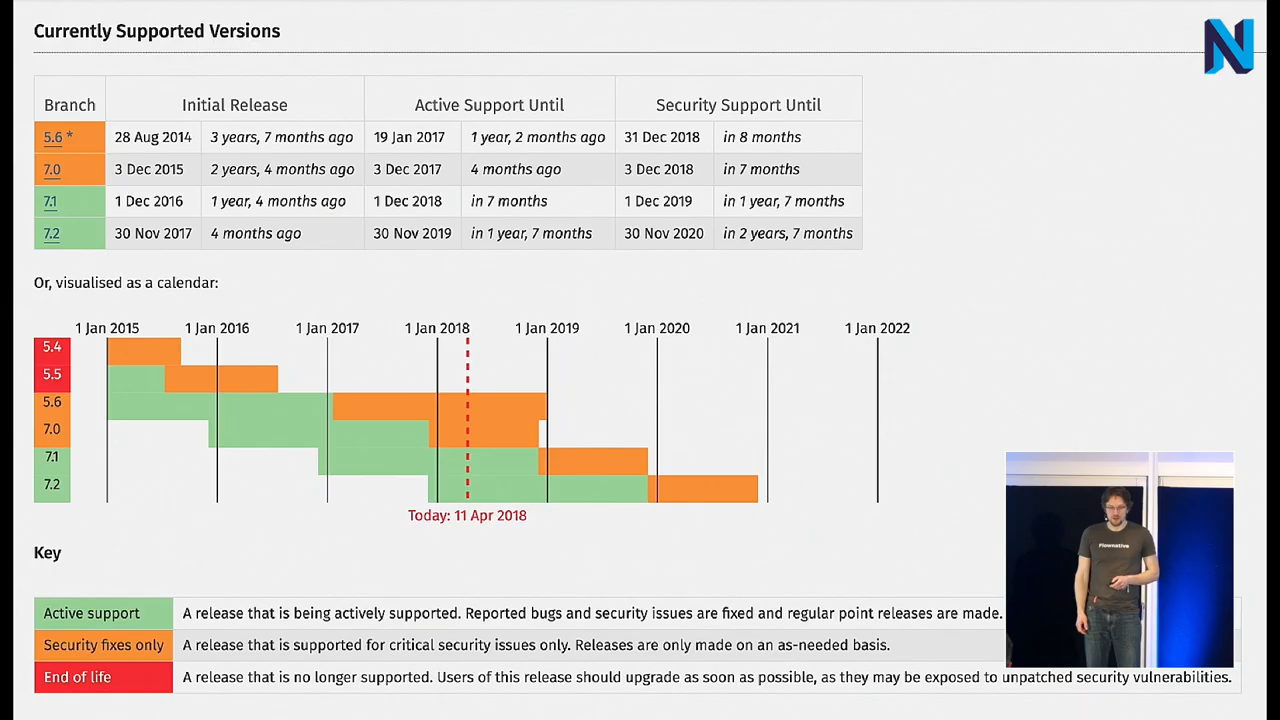 Currently Supported Versions
Branch Initial Release Active Support Until Security Support Until
5.6 * 28 Aug 2014 3 years, 7 months ago 19 Jan 2017 1 year, 2 months ago 31 Dec 2018 in 8 months
7.0 3 Dec 2015 2 years, 4 months ago 3 Dec 2017 4 months ago 3 Dec 2018 in 7 months
7.1 1 Dec 2016 1 year, 4 months ago 1 Dec 2018 in 7 months 1 Dec 2019 in 1 year, 7 months
7.2 30 Nov 2017 4 months ago 30 Nov 2019 in 1 year, 7 months 30 Nov 2020 in 2 years, 7 months
Or, visualised as a calendar:
1 Jan 2015 1 Jan 2016 1 Jan 2017 1 Jan 2018 1 Jan 2019 1 Jan 2020 1 Jan 2021 1 Jan 2022
5.4
5.5
5.6
7.0
7.1
7.2
Today: 11 Apr 2018
Key
Active support A release that is being actively supported. Reported bugs and security issues are fixed and regular point releases are made.
Security fixes only A release that is supported for critical security issues only. Releases are only made on an as-needed basis.
End of life A release that is no longer supported. Users of this release should upgrade as soon as possible, as they may be exposed to unpatched security vulnerabilities.
Flownative